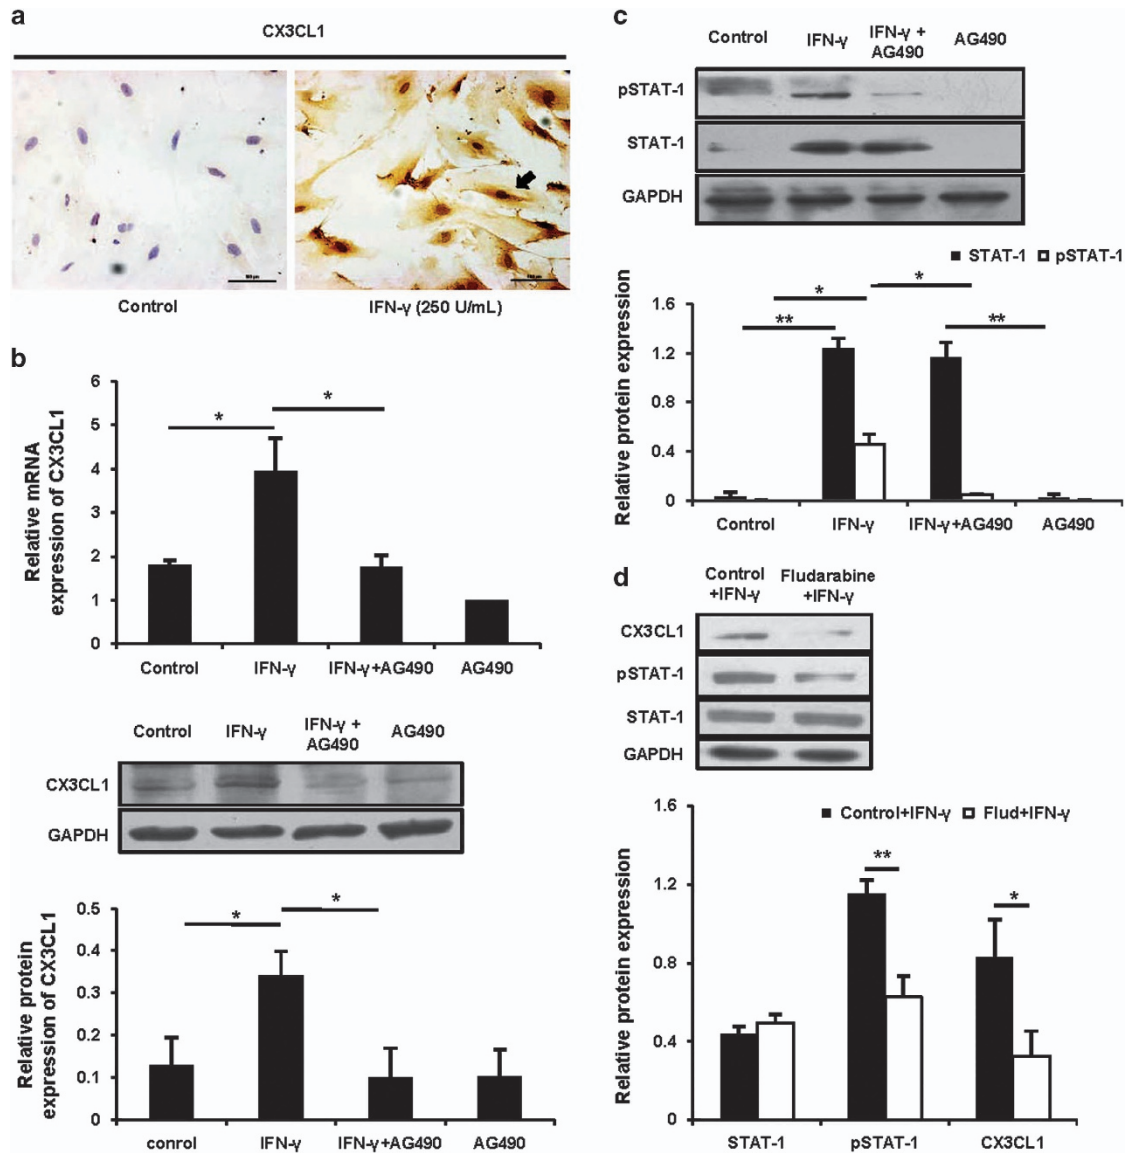 a
CX3CL1
Control
IFN-γ (250 U/mL)
b
Relative mRNA
expression of CX3CL1
6
5
4
3
2
1
0
*
*
Control
IFN-γ
IFN-γ+AG490
AG490
Control
IFN-γ
IFN-γ +
AG490
AG490
CX3CL1
GAPDH
Relative protein
expression of CX3CL1
0.5
0.4
0.3
0.2
0.1
0
*
*
conrol
IFN-γ
IFN-γ+AG490
AG490
c
Control
IFN-γ
IFN-γ +
AG490
AG490
pSTAT-1
STAT-1
GAPDH
STAT-1
pSTAT-1
Relative protein expression
1.6
1.2
0.8
0.4
0
**
*
*
**
Control
IFN-γ
IFN-γ+AG490
AG490
d
Control
+IFN-γ
Fludarabine
+IFN-γ
CX3CL1
pSTAT-1
STAT-1
GAPDH
Control+IFN-γ
Flud+IFN-γ
Relative protein expression
1.6
1.2
0.8
0.4
0
**
*
STAT-1
pSTAT-1
CX3CL1